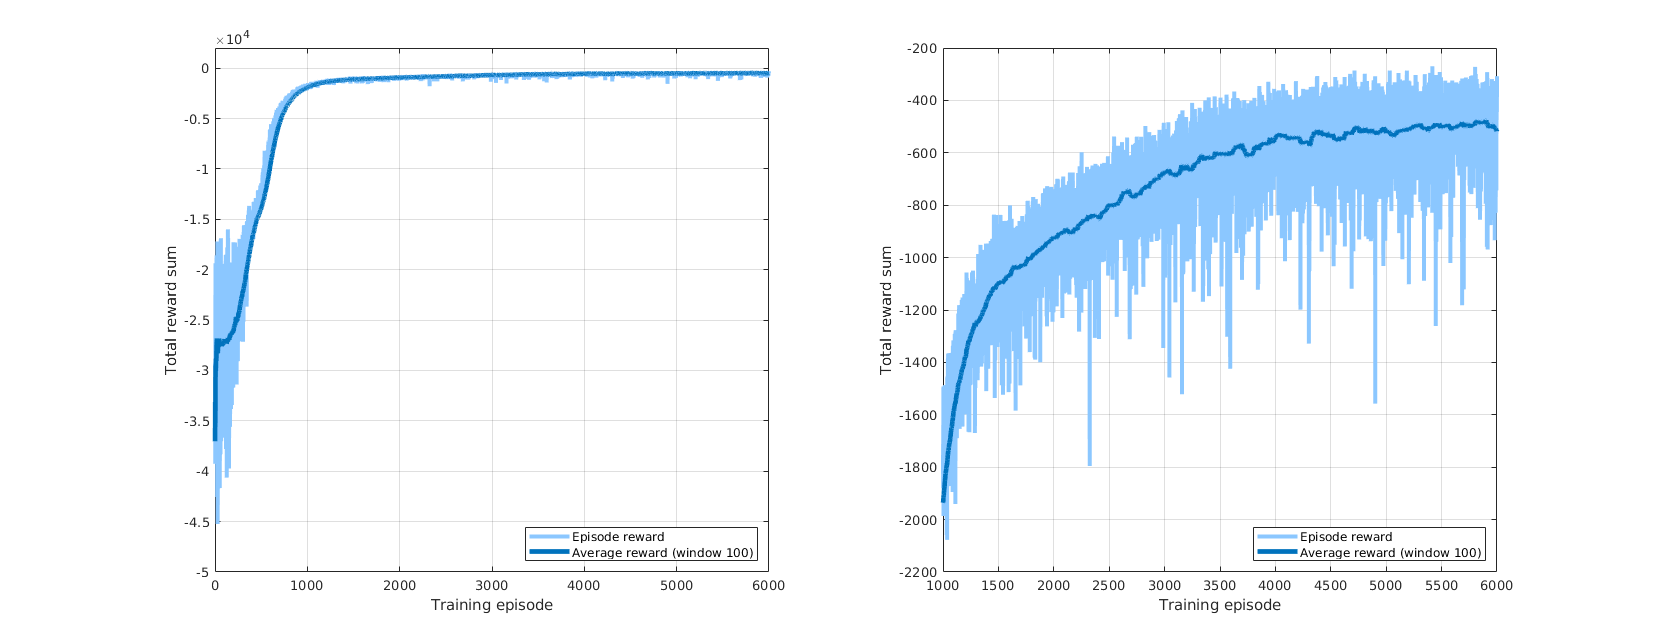 ×10⁴
0
-0.5
-1
-1.5
-2
-2.5
-3
-3.5
-4
-4.5
-5
Total reward sum
0 1000 2000 3000 4000 5000 6000
Training episode
Episode reward
Average reward (window 100)
-200
-400
-600
-800
-1000
-1200
-1400
-1600
-1800
-2000
-2200
Total reward sum
1000 1500 2000 2500 3000 3500 4000 4500 5000 5500 6000
Training episode
Episode reward
Average reward (window 100)